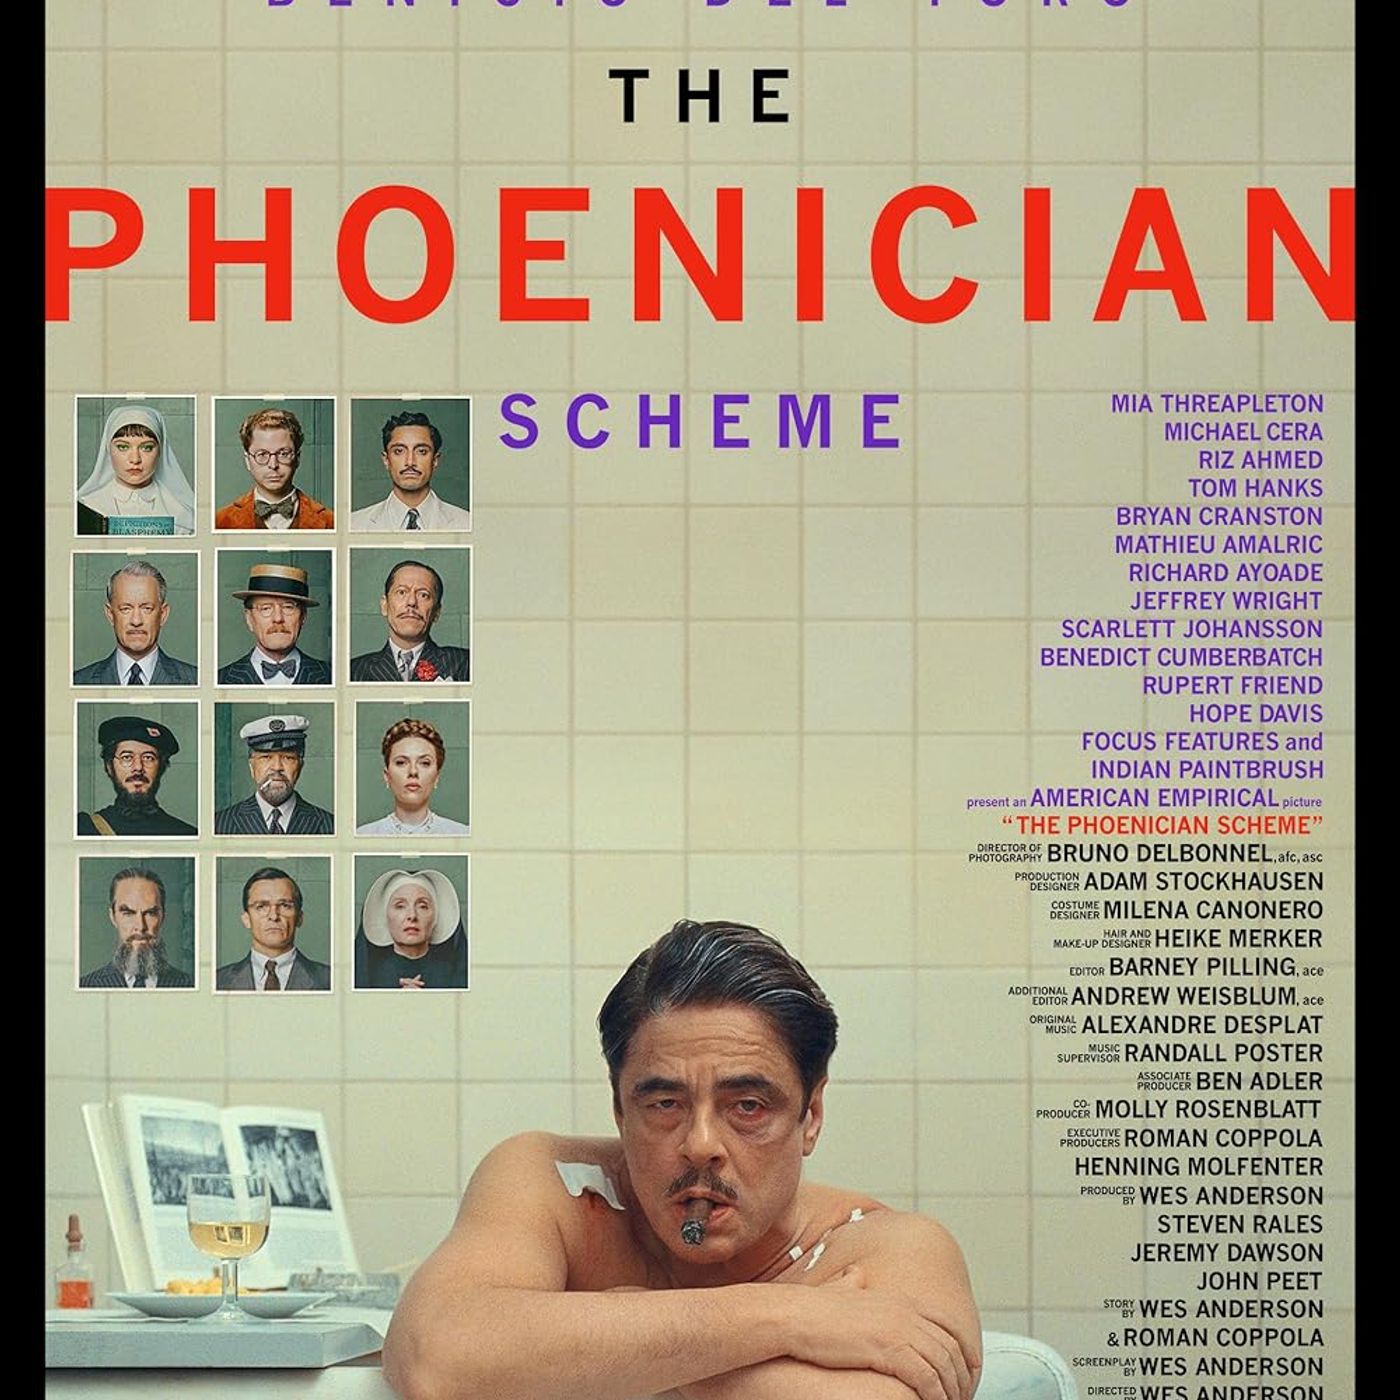 BENICIO DEL TORO
THE
PHOENICIAN
SCHEME
MIA THREAPLETON
MICHAEL CERA
RIZ AHMED
TOM HANKS
BRYAN CRANSTON
MATHIEU AMALRIC
RICHARD AYOADE
JEFFREY WRIGHT
SCARLETT JOHANSSON
BENEDICT CUMBERBATCH
RUPERT FRIEND
HOPE DAVIS
FOCUS FEATURES and
INDIAN PAINTBRUSH
present an AMERICAN EMPIRICAL picture
“THE PHOENICIAN SCHEME”
DIRECTOR OF PHOTOGRAPHY BRUNO DELBONNEL, afc, asc
PRODUCTION DESIGNER ADAM STOCKHAUSEN
COSTUME DESIGNER MILENA CANONERO
HAIR AND MAKE-UP DESIGNER HEIKE MERKER
EDITOR BARNEY PILLING, ace
ADDITIONAL EDITOR ANDREW WEISBLUM, ace
ORIGINAL MUSIC ALEXANDRE DESPLAT
MUSIC SUPERVISOR RANDALL POSTER
ASSOCIATE PRODUCER BEN ADLER
CO-PRODUCER MOLLY ROSENBLATT
EXECUTIVE PRODUCERS ROMAN COPPOLA
HENNING MOLFENTER
PRODUCED BY WES ANDERSON
STEVEN RALES
JEREMY DAWSON
JOHN PEET
STORY BY WES ANDERSON
& ROMAN COPPOLA
SCREENPLAY BY WES ANDERSON
DIRECTED BY WES ANDERSON
BLASPHEMY